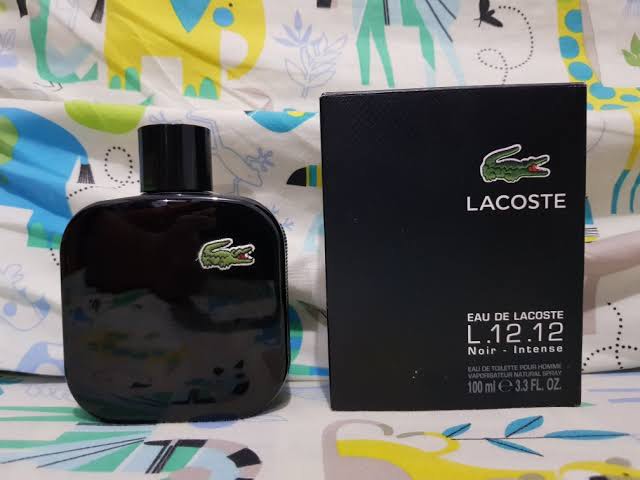 LACOSTE
EAU DE LACOSTE
L.12.12
Noir - Intense
EAU DE TOILETTE POUR HOMME
VAPORISATEUR NATURAL SPRAY
100 ml ℮ 3.3 FL. OZ.